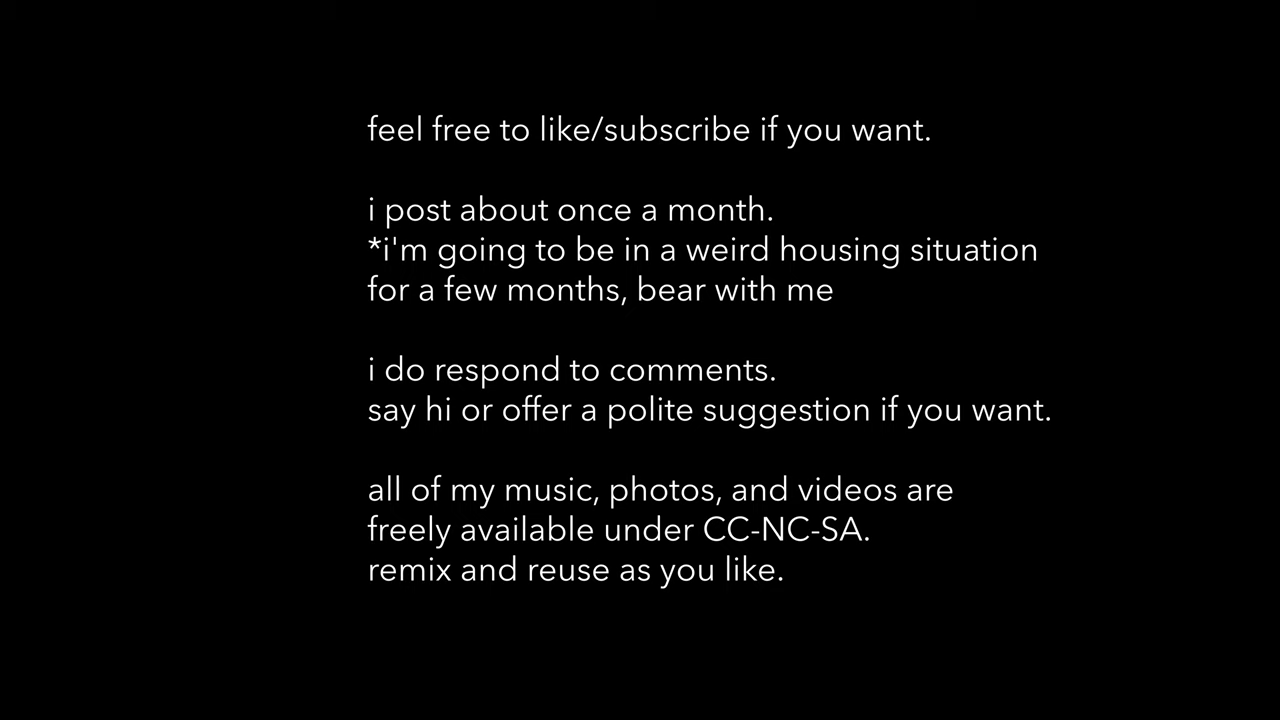 feel free to like/subscribe if you want.
i post about once a month.
*i'm going to be in a weird housing situation
for a few months, bear with me
i do respond to comments.
say hi or offer a polite suggestion if you want.
all of my music, photos, and videos are
freely available under CC-NC-SA.
remix and reuse as you like.